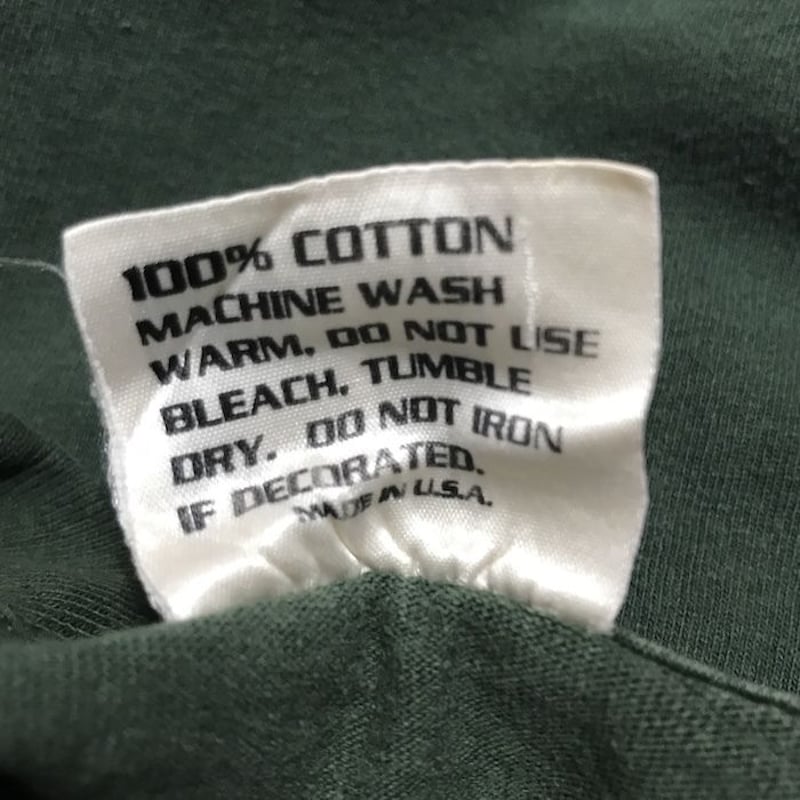 100% COTTON
MACHINE WASH
WARM, DO NOT USE
BLEACH, TUMBLE
DRY. DO NOT IRON
IF DECORATED.
MADE IN U.S.A.